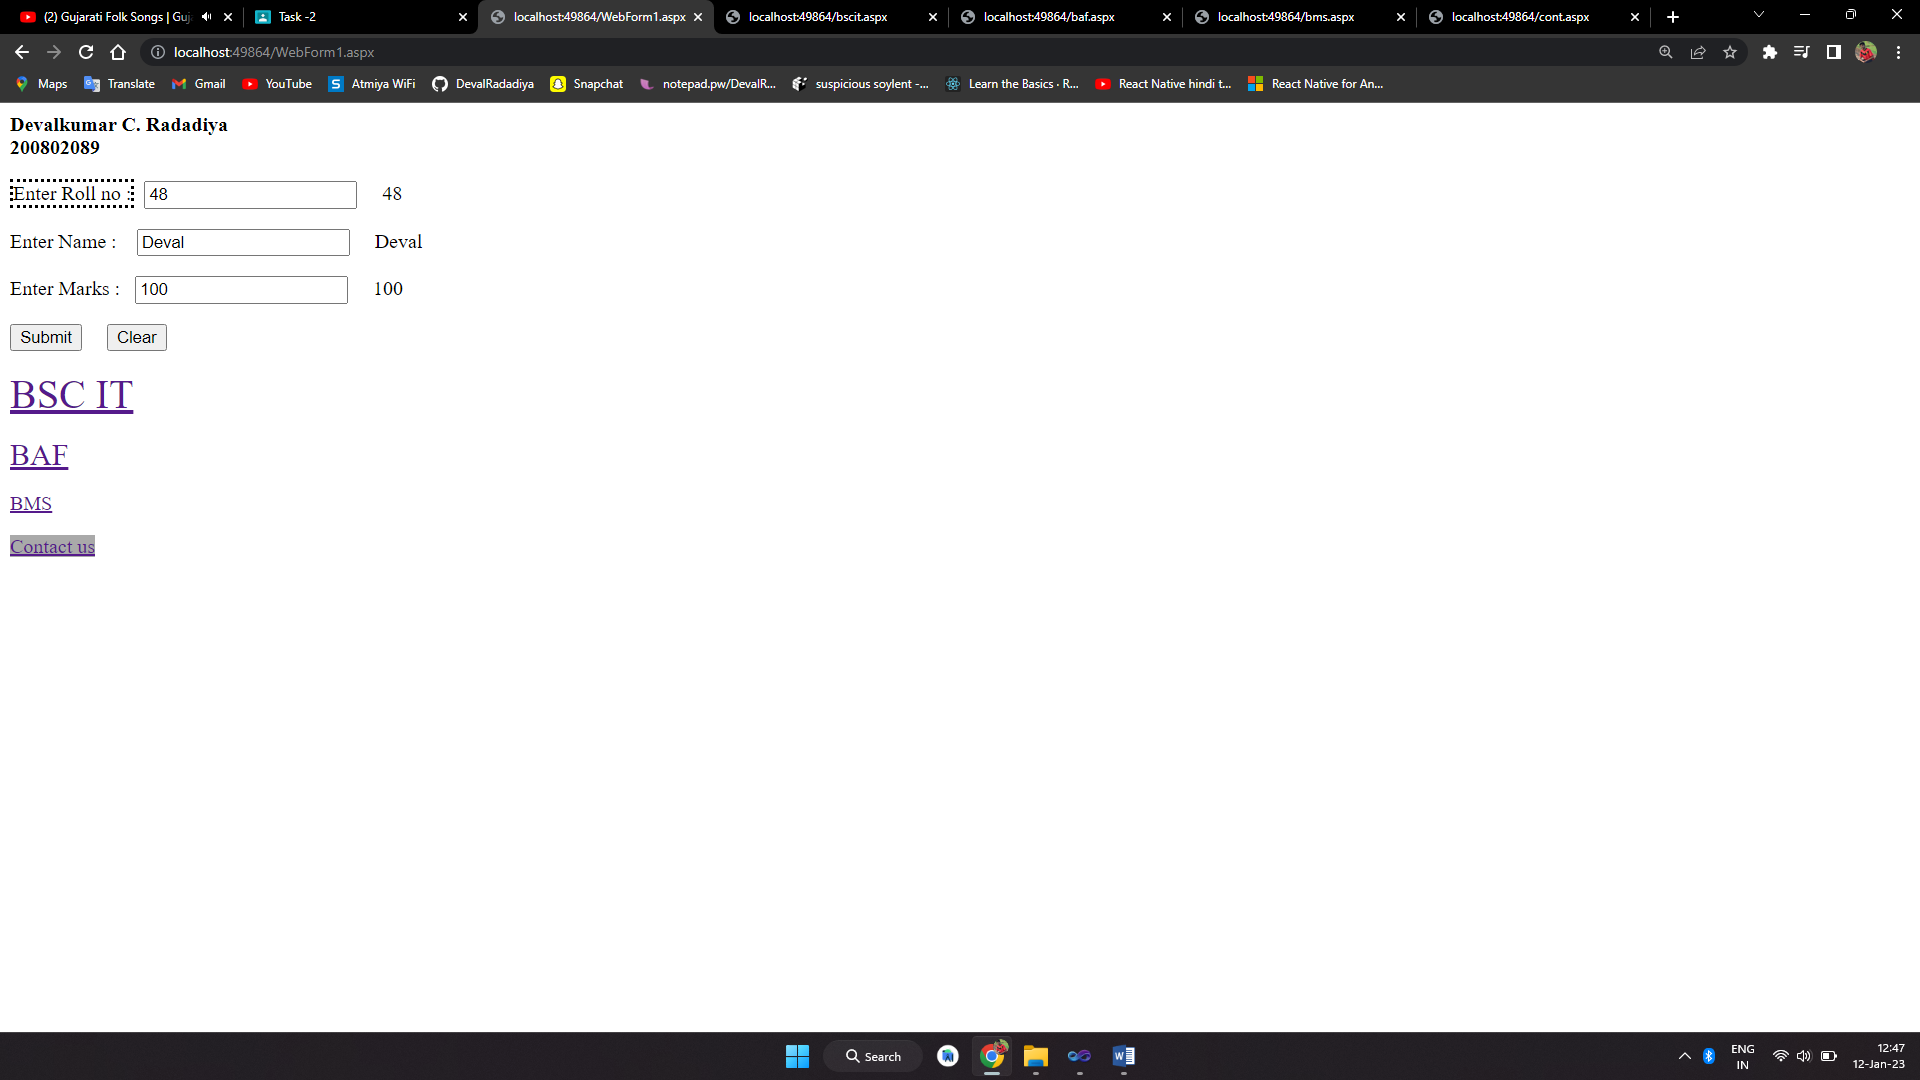 (2) Gujarati Folk Songs | Guj
Task -2
localhost:49864/WebForm1.aspx
localhost:49864/bscit.aspx
localhost:49864/baf.aspx
localhost:49864/bms.aspx
localhost:49864/cont.aspx
localhost:49864/WebForm1.aspx
Maps
Translate
Gmail
YouTube
Atmiya WiFi
DevalRadadiya
Snapchat
notepad.pw/DevalR...
suspicious soylent -...
Learn the Basics · R...
React Native hindi t...
React Native for An...
Devalkumar C. Radadiya
200802089
Enter Roll no : 48 48
Enter Name : Deval Deval
Enter Marks : 100 100
Submit Clear
BSC IT
BAF
BMS
Contact us
Search
ENG
IN
12:47
12-Jan-23